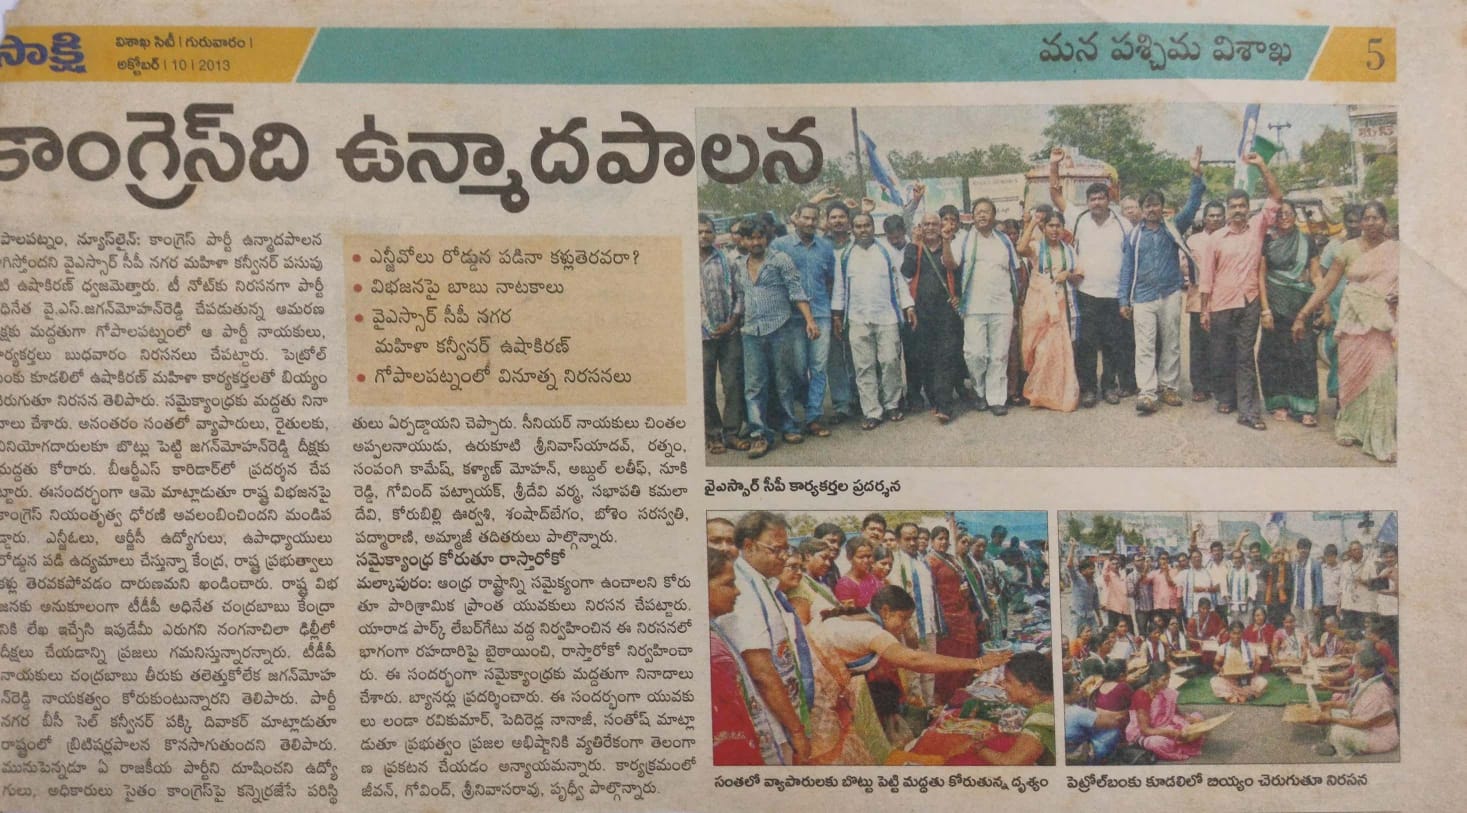 సాక్షి
విశాఖ సిటీ | గురువారం |
అక్టోబర్ | 10 | 2013
మన పశ్చిమ విశాఖ
5
కాంగ్రెస్‌ది ఉన్మాదపాలన
పాలపట్నం, న్యూస్‌లైన్: కాంగ్రెస్ పార్టీ ఉన్మాదపాలన
గిస్తోందని వైఎస్సార్ సీపీ నగర మహిళా కన్వీనర్ పసుపు
టి ఉషాకిరణ్ ధ్వజమెత్తారు. టీ నోట్‌కు నిరసనగా పార్టీ
ధినేత వై.ఎస్.జగన్‌మోహన్‌రెడ్డి చేపడుతున్న ఆమరణ
క్షకు మద్దతుగా గోపాలపట్నంలో ఆ పార్టీ నాయకులు,
ార్యకర్తలు బుధవారం నిరసనలు చేపట్టారు. పెట్రోల్
ంకు కూడలిలో ఉషాకిరణ్ మహిళా కార్యకర్తలతో బియ్యం
ెరుగుతూ నిరసన తెలిపారు. సమైక్యాంధ్రకు మద్దతు నినా
ాలు చేశారు. అనంతరం సంతలో వ్యాపారులు, రైతులకు,
వినియోగదారులకూ బొట్టు పెట్టి జగన్‌మోహన్‌రెడ్డి దీక్షకు
మద్దతు కోరారు. బీఆర్టీఎస్ కారిడార్‌లో ప్రదర్శన చేప
ట్టారు. ఈసందర్భంగా ఆమె మాట్లాడుతూ రాష్ట్ర విభజనపై
కాంగ్రెస్ నియంతృత్వ ధోరణి అవలంబించిందని మండిప
డ్డారు. ఎన్జీఓలు, ఆర్టీసీ ఉద్యోగులు, ఉపాధ్యాయులు
రోడ్డున పడి ఉద్యమాలు చేస్తున్నా కేంద్ర, రాష్ట్ర ప్రభుత్వాలు
కళ్లు తెరవకపోవడం దారుణమని ఖండించారు. రాష్ట్ర విభ
జనకు అనుకూలంగా టీడీపీ అధినేత చంద్రబాబు కేంద్రా
నికి లేఖ ఇచ్చేసి ఇపుడేమీ ఎరుగని నంగనాచిలా ఢిల్లీలో
దీక్షలు చేయడాన్ని ప్రజలు గమనిస్తున్నారన్నారు. టీడీపీ
నాయకులు చంద్రబాబు తీరుకు తలెత్తుకోలేక జగన్‌మోహ
న్‌రెడ్డి నాయకత్వం కోరుకుంటున్నారని తెలిపారు. పార్టీ
నగర బీసీ సెల్ కన్వీనర్ పక్కి దివాకర్ మాట్లాడుతూ
రాష్ట్రంలో బ్రిటిషర్లపాలన కొనసాగుతుందని తెలిపారు.
మునుపెన్నడూ ఏ రాజకీయ పార్టీని దూషించని ఉద్యో
గులు, అధికారులు సైతం కాంగ్రెస్‌పై కన్నెర్రజేసే పరిస్థి
• ఎన్జీవోలు రోడ్డున పడినా కళ్లుతెరవరా?
• విభజనపై బాబు నాటకాలు
• వైఎస్సార్ సీపీ నగర
మహిళా కన్వీనర్ ఉషాకిరణ్
• గోపాలపట్నంలో వినూత్న నిరసనలు
తులు ఏర్పడ్డాయని చెప్పారు. సీనియర్ నాయకులు చింతల
అప్పలనాయుడు, ఉరుకూటి శ్రీనివాస్‌యాదవ్, రత్నం,
సంపంగి కామేష్, కళ్యాణ్ మోహన్, అబ్దుల్ లతీఫ్, నూకి
రెడ్డి, గోవింద్ పట్నాయక్, శ్రీదేవి వర్మ, సభాపతి కమలా
దేవి, కోరుబిల్లి ఊర్వశి, శంషాద్‌బేగం, బోశెం సరస్వతి,
పద్మారాణి, అమ్మాజీ తదితరులు పాల్గొన్నారు.
సమైక్యాంధ్ర కోరుతూ రాస్తారోకో
మల్కాపురం: ఆంధ్ర రాష్ట్రాన్ని సమైక్యంగా ఉంచాలని కోరు
తూ పారిశ్రామిక ప్రాంత యువకులు నిరసన చేపట్టారు.
యారాడ పార్క్ లేబర్‌గేటు వద్ద నిర్వహించిన ఈ నిరసనలో
భాగంగా రహదారిపై బైఠాయించి, రాస్తారోకో నిర్వహించా
రు. ఈ సందర్భంగా సమైక్యాంధ్రకు మద్దతుగా నినాదాలు
చేశారు. బ్యానర్లు ప్రదర్శించారు. ఈ సందర్భంగా యువకు
లు లండా రవికుమార్, పెదిరెడ్ల నానాజీ, సంతోష్ మాట్లా
డుతూ ప్రభుత్వం ప్రజల అభిష్టానికి వ్యతిరేకంగా తెలంగా
ణ ప్రకటన చేయడం అన్యాయమన్నారు. కార్యక్రమంలో
జీవన్, గోవింద్, శ్రీనివాసరావు, పృథ్వీ పాల్గొన్నారు.
వైఎస్సార్ సీపీ కార్యకర్తల ప్రదర్శన
సంతలో వ్యాపారులకు బొట్టు పెట్టి మద్దతు కోరుతున్న దృశ్యం
పెట్రోల్‌బంకు కూడలిలో బియ్యం చెరుగుతూ నిరసన